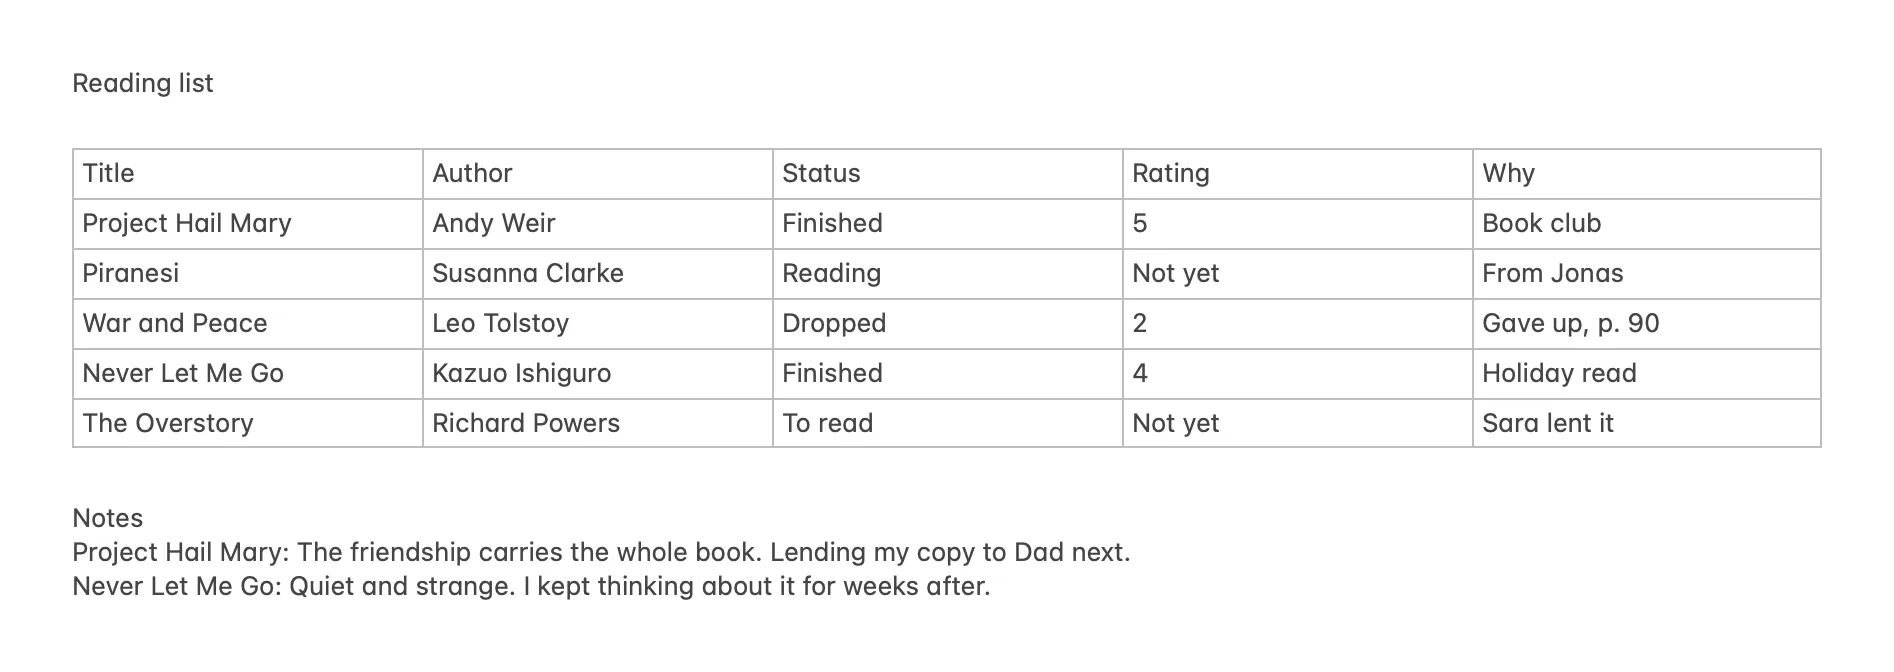 Reading list
Title Author Status Rating Why
Project Hail Mary Andy Weir Finished 5 Book club
Piranesi Susanna Clarke Reading Not yet From Jonas
War and Peace Leo Tolstoy Dropped 2 Gave up, p. 90
Never Let Me Go Kazuo Ishiguro Finished 4 Holiday read
The Overstory Richard Powers To read Not yet Sara lent it
Notes
Project Hail Mary: The friendship carries the whole book. Lending my copy to Dad next.
Never Let Me Go: Quiet and strange. I kept thinking about it for weeks after.